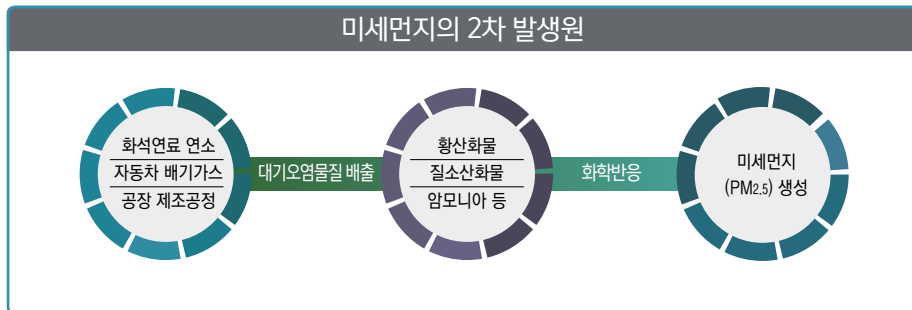 미세먼지의 2차 발생원
화석연료 연소
자동차 배기가스
공장 제조공정
대기오염물질 배출
황산화물
질소산화물
암모니아 등
화학반응
미세먼지
(PM2.5) 생성